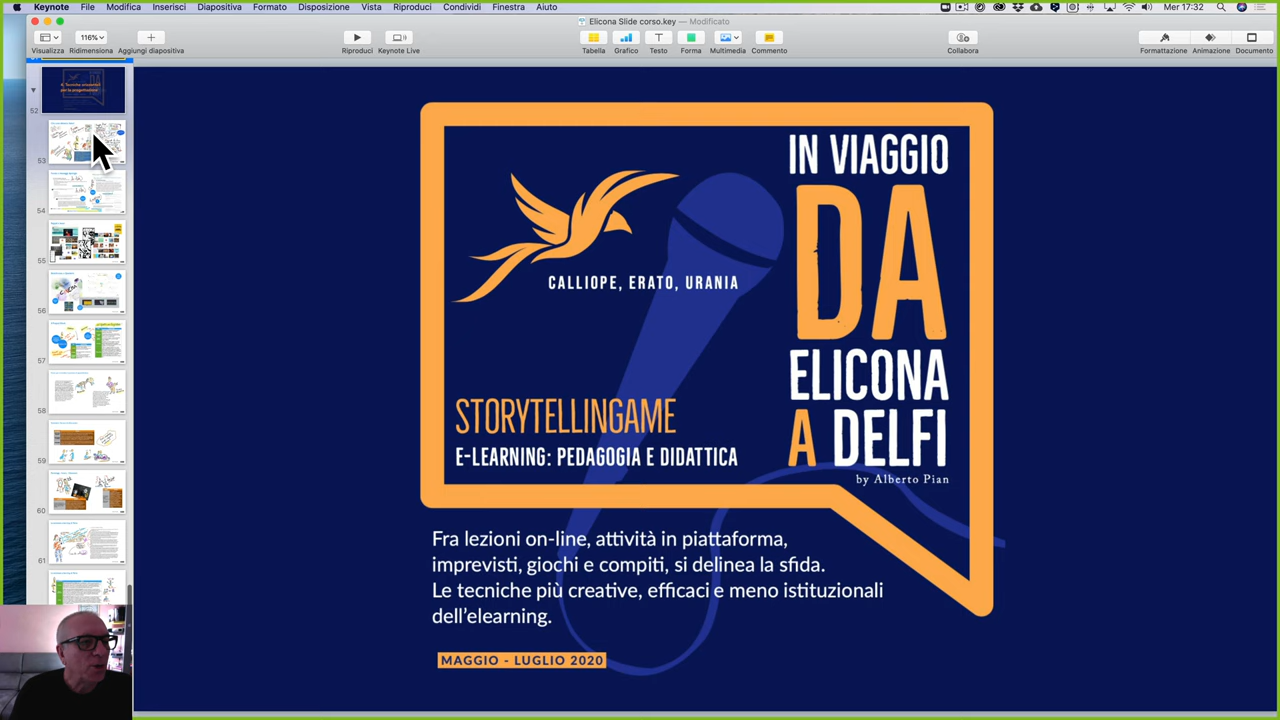 Keynote File Modifica Inserisci Diapositiva Formato Disposizione Vista Riproduci Condividi Finestra Aiuto Mer 17:32
Elicona Slide corso.key — Modificato
116%
Visualizza Ridimensiona Aggiungi diapositiva Riproduci Keynote Live Tabella Grafico Testo Forma Multimedia Commento Collabora Formattazione Animazione Documento
52
53
54
55
56
57
58
59
60
61
IN VIAGGIO
DA
ELICONA
A DELFI
by Alberto Pian
CALLIOPE, ERATO, URANIA
STORYTELLINGAME
E-LEARNING: PEDAGOGIA E DIDATTICA
Fra lezioni on-line, attività in piattaforma,
imprevisti, giochi e compiti, si delinea la sfida.
Le tecniche più creative, efficaci e meno istituzionali
dell'elearning.
MAGGIO - LUGLIO 2020